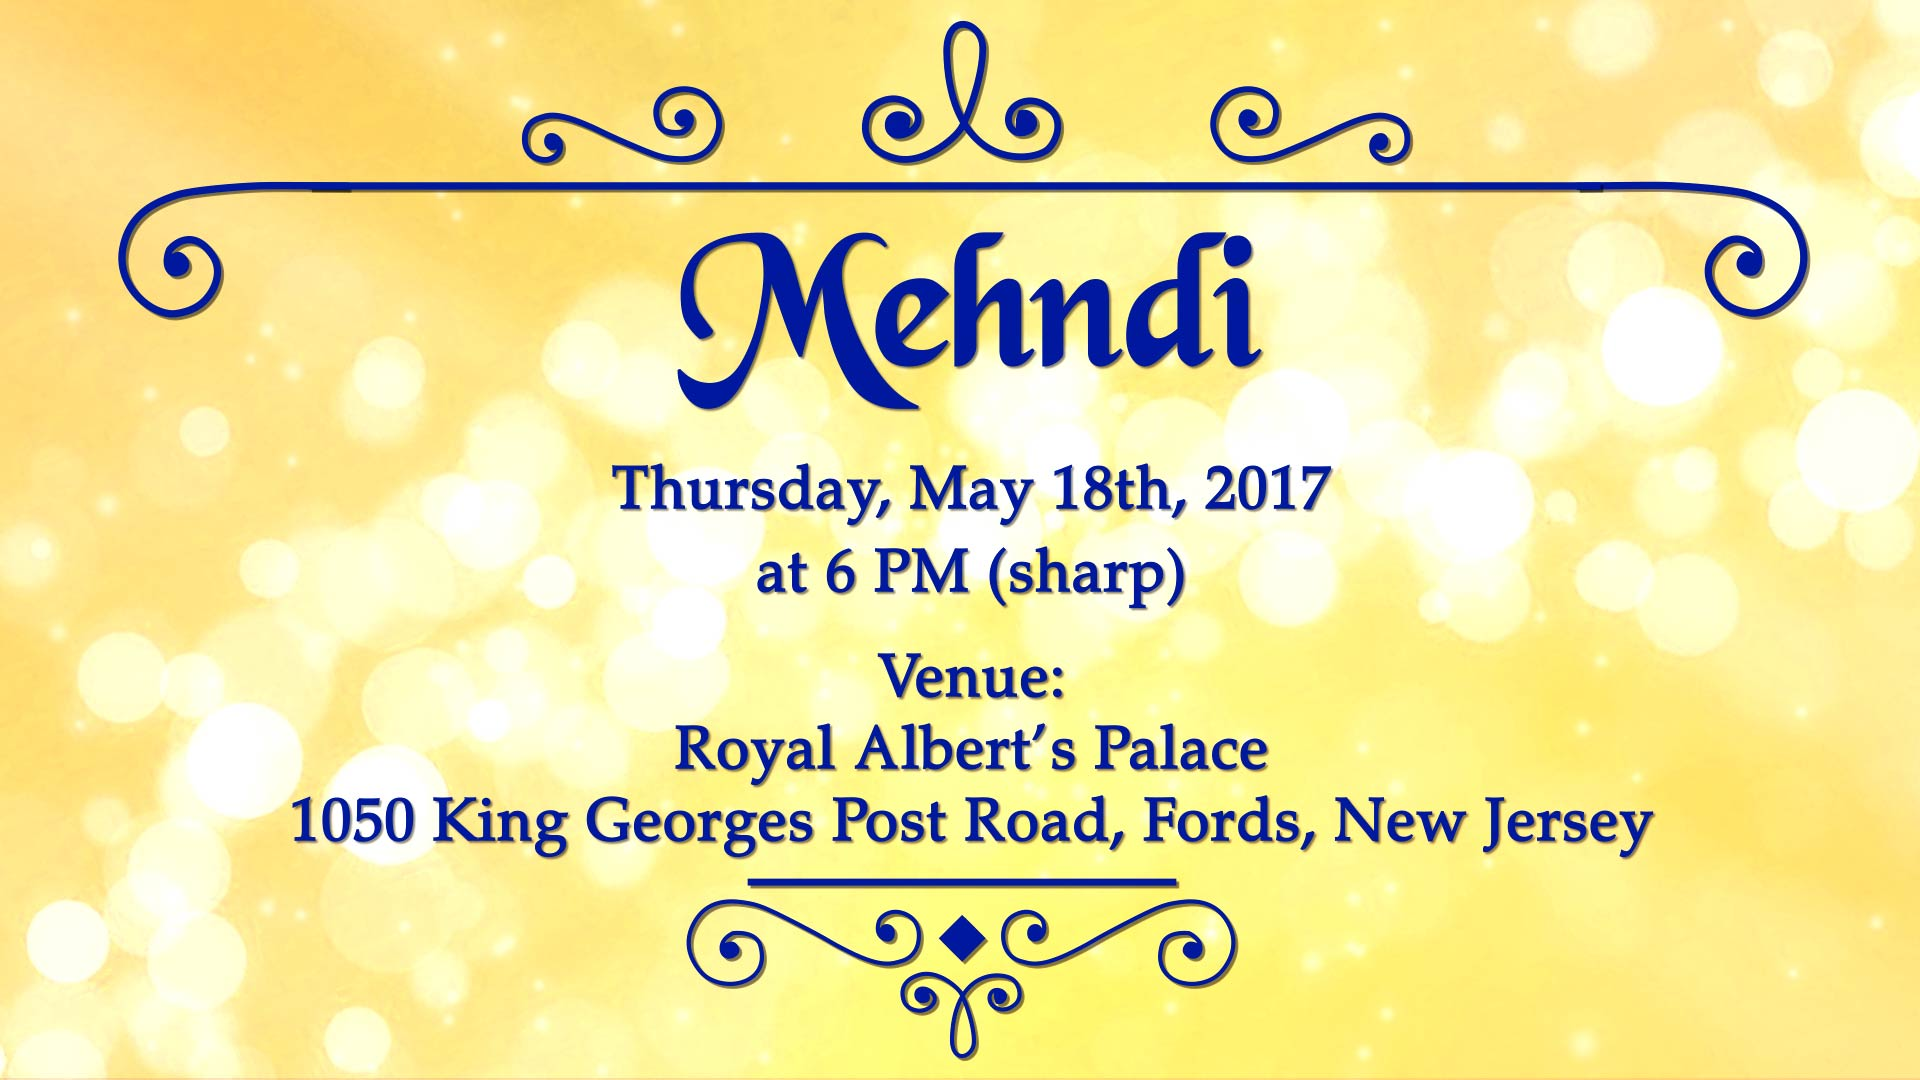 Mehndi
Thursday, May 18th, 2017
at 6 PM (sharp)
Venue:
Royal Albert’s Palace
1050 King Georges Post Road, Fords, New Jersey